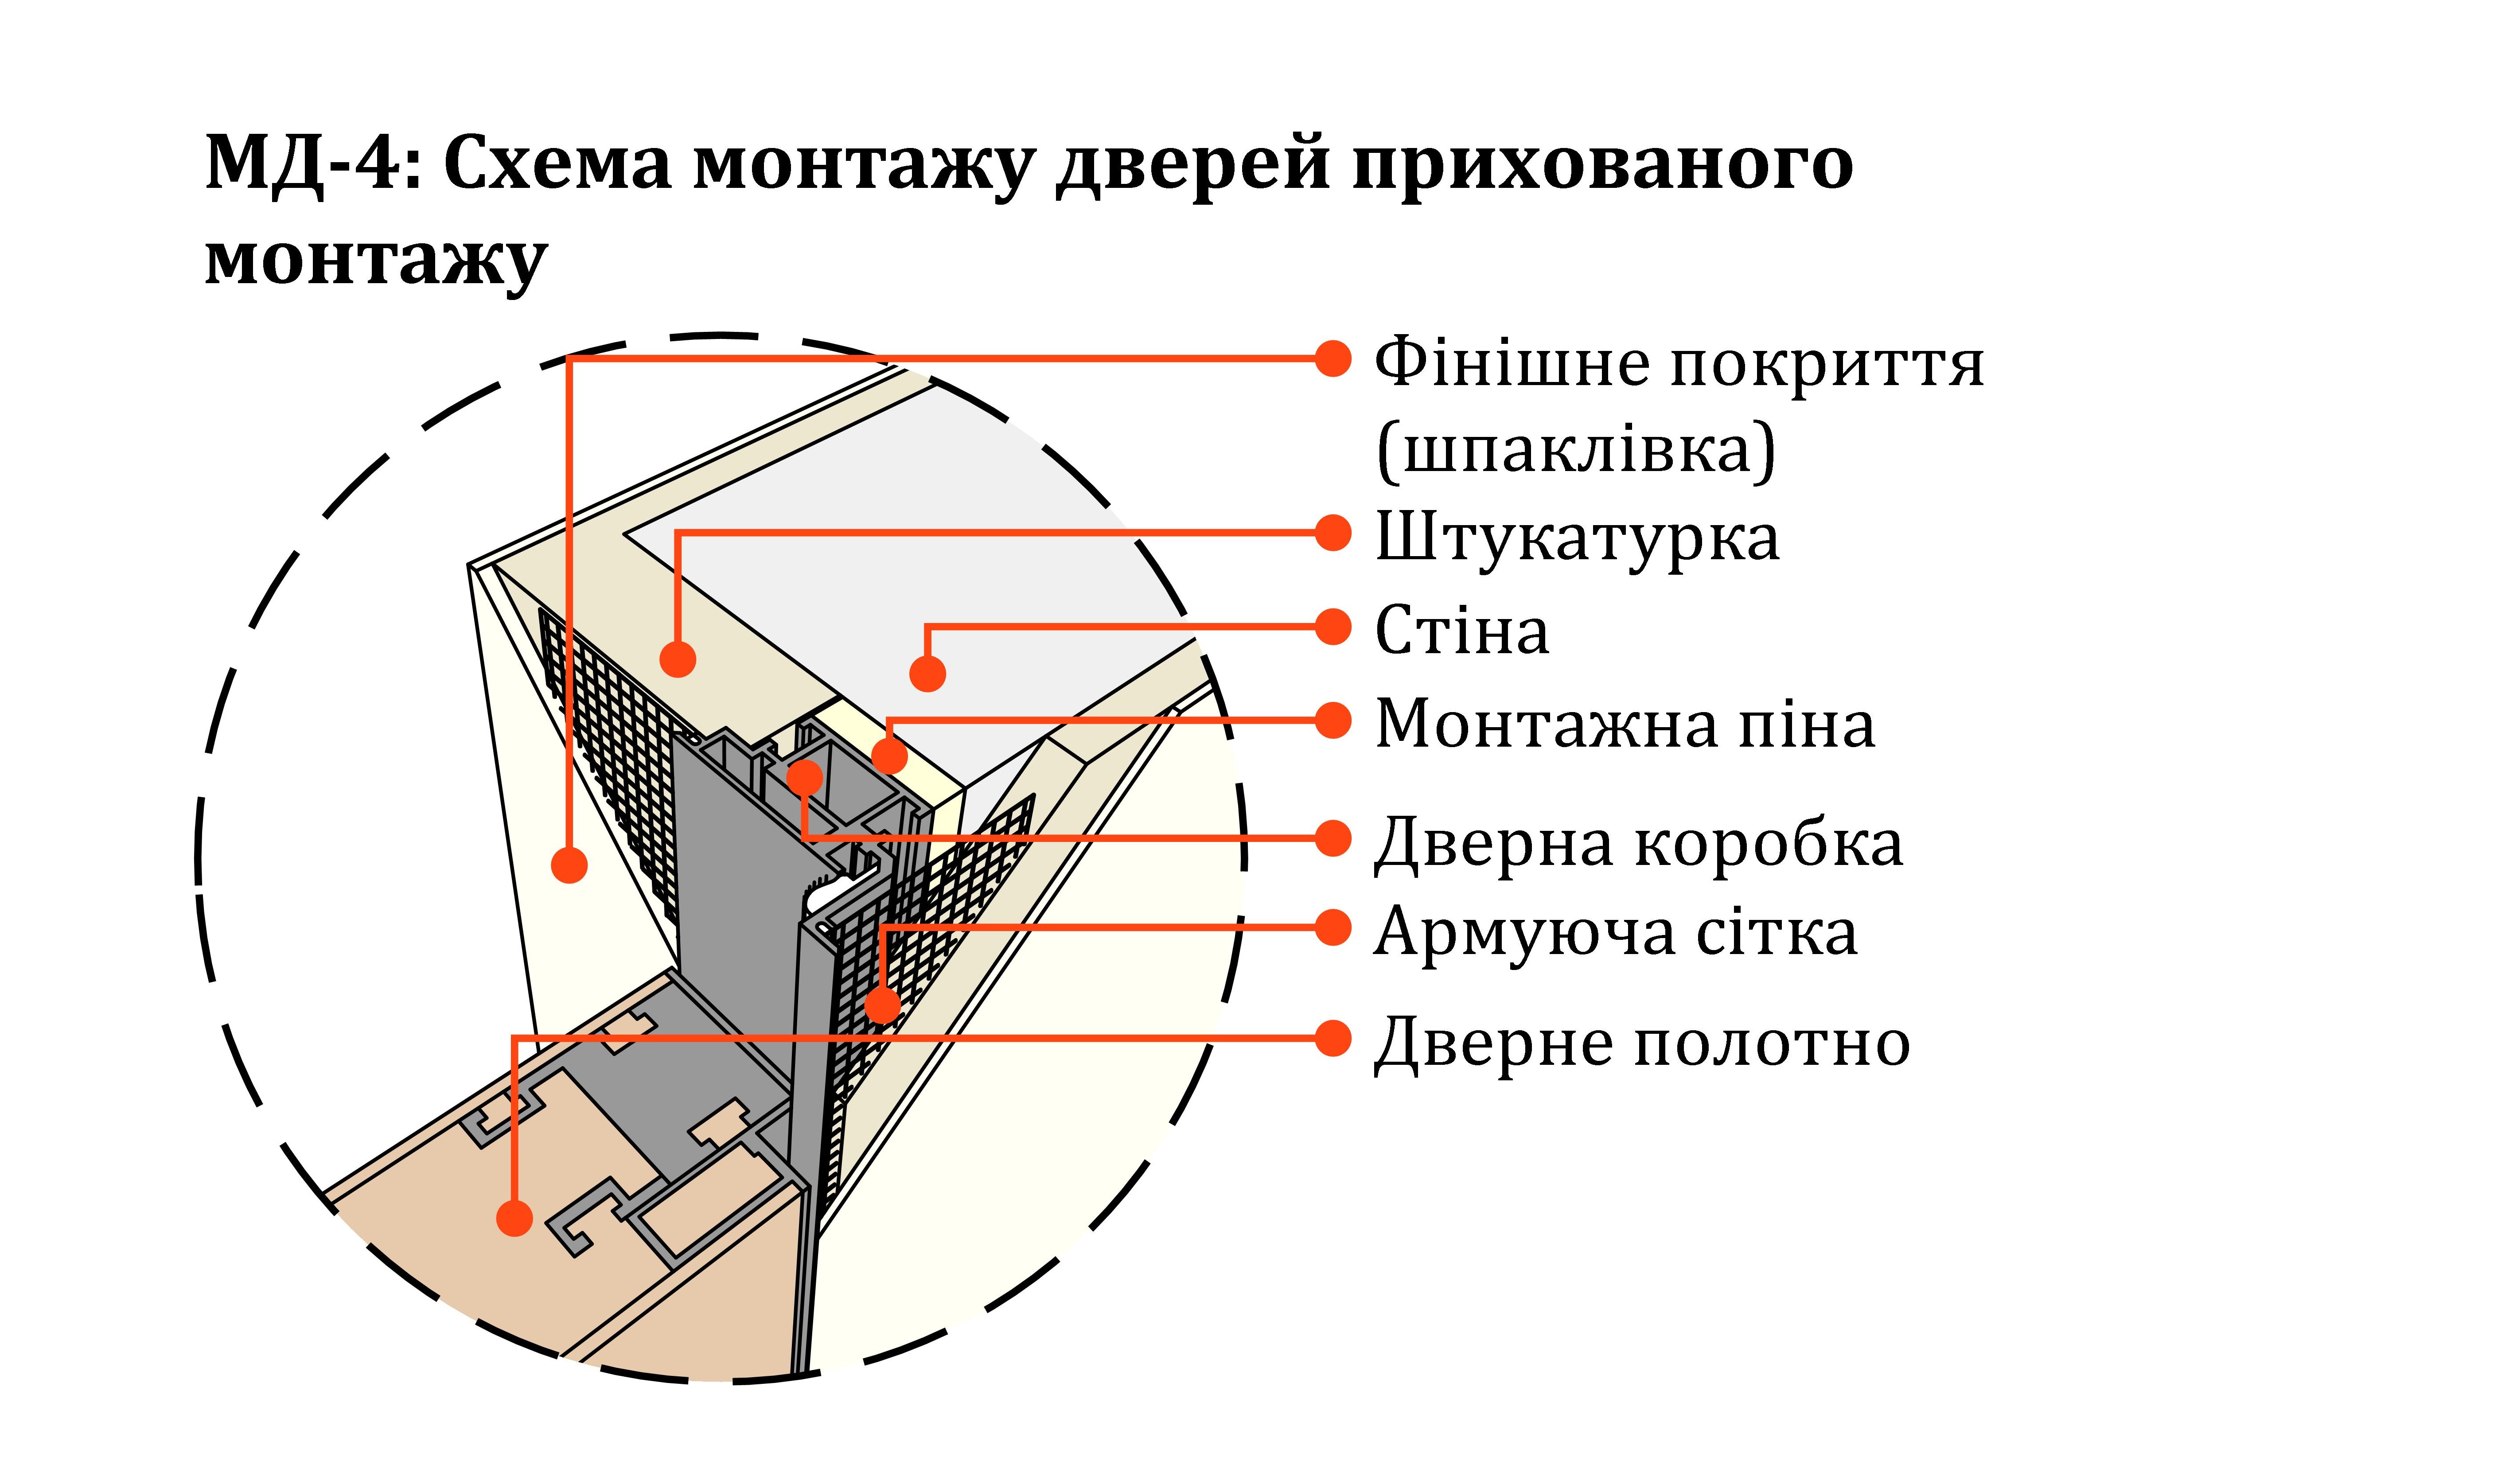 МД-4: Схема монтажу дверей прихованого
монтажу
Фінішне покриття
(шпаклівка)
Штукатурка
Стіна
Монтажна піна
Дверна коробка
Армуюча сітка
Дверне полотно